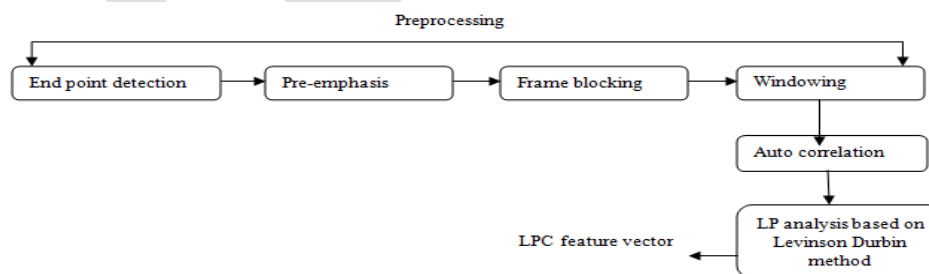 Preprocessing
End point detection
Pre-emphasis
Frame blocking
Windowing
Auto correlation
LP analysis based on
Levinson Durbin
method
LPC feature vector